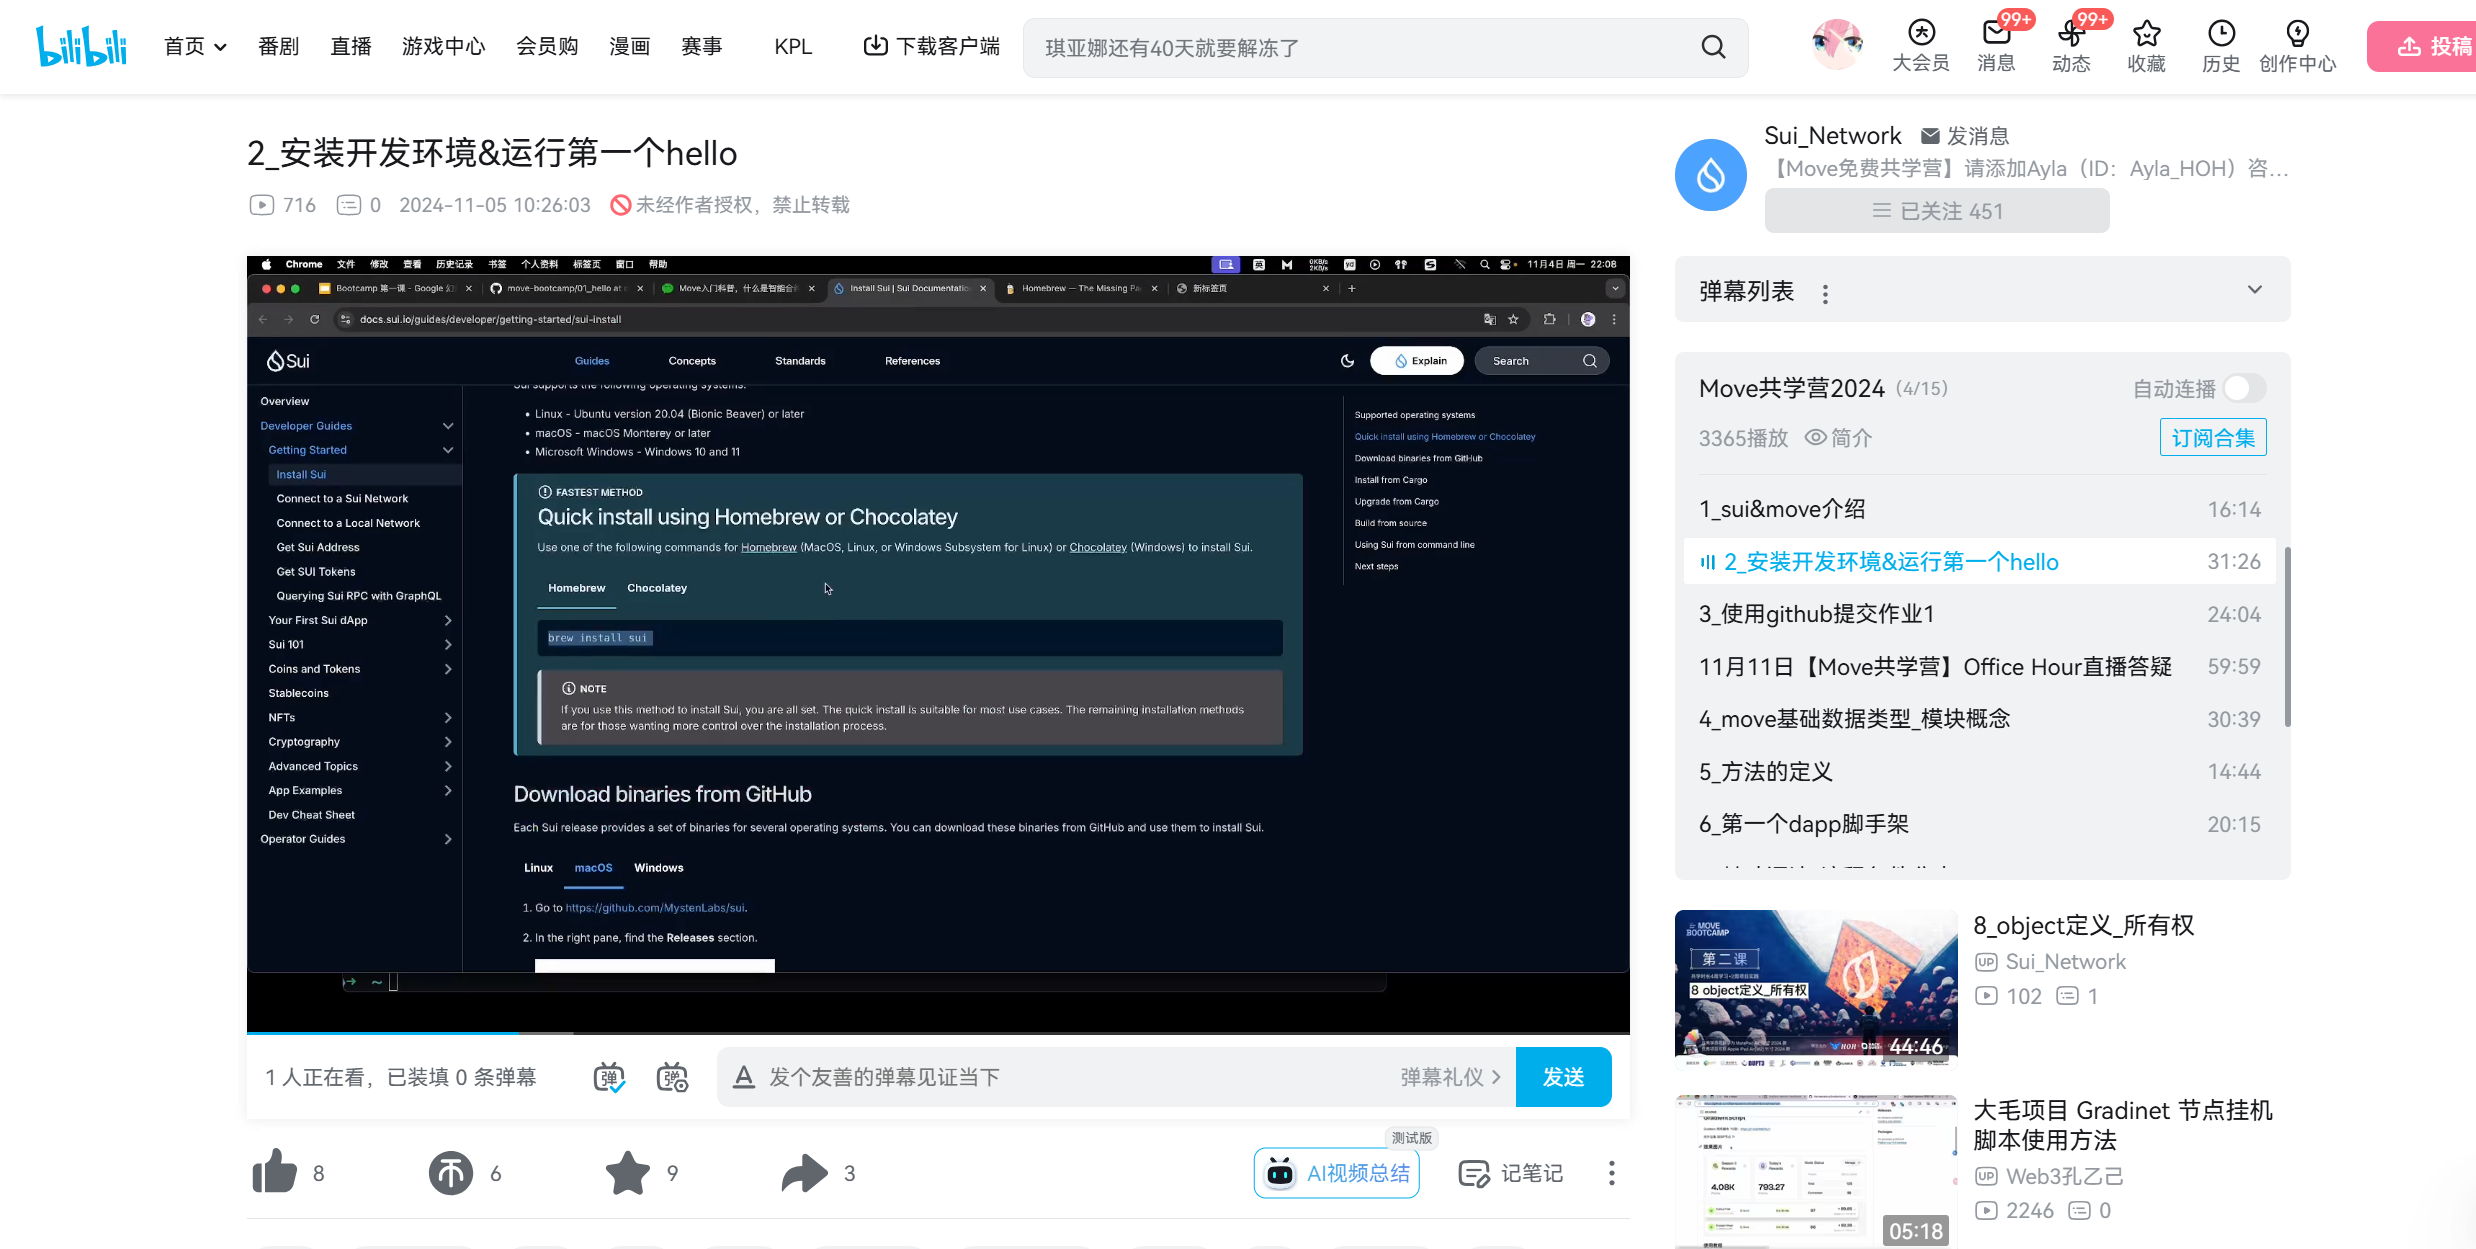 bilibili
首页
番剧
直播
游戏中心
会员购
漫画
赛事
KPL
下载客户端
琪亚娜还有40天就要解冻了
大会员
99+
消息
99+
动态
收藏
历史
创作中心
投稿
2_安装开发环境&运行第一个hello
716
0
2024-11-05 10:26:03
未经作者授权，禁止转载
Chrome 文件 修改 查看 历史记录 书签 个人资料 标签页 窗口 帮助
11月4日 周一 22:08
Bootcamp 第一课 - Google
move-bootcamp/01_hello at
Move入门科普，什么是智能合
Install Sui | Sui Documentatio
Homebrew — The Missing Pa
新标签页
docs.sui.io/guides/developer/getting-started/sui-install
Sui
Guides
Concepts
Standards
References
Explain
Search
Overview
Developer Guides
Getting Started
Install Sui
Connect to a Sui Network
Connect to a Local Network
Get Sui Address
Get SUI Tokens
Querying Sui RPC with GraphQL
Your First Sui dApp
Sui 101
Coins and Tokens
Stablecoins
NFTs
Cryptography
Advanced Topics
App Examples
Dev Cheat Sheet
Operator Guides
Sui supports the following operating systems:
• Linux - Ubuntu version 20.04 (Bionic Beaver) or later
• macOS - macOS Monterey or later
• Microsoft Windows - Windows 10 and 11
FASTEST METHOD
Quick install using Homebrew or Chocolatey
Use one of the following commands for Homebrew (MacOS, Linux, or Windows Subsystem for Linux) or Chocolatey (Windows) to install Sui.
Homebrew
Chocolatey
brew install sui
NOTE
If you use this method to install Sui, you are all set. The quick install is suitable for most use cases. The remaining installation methods
are for those wanting more control over the installation process.
Download binaries from GitHub
Each Sui release provides a set of binaries for several operating systems. You can download these binaries from GitHub and use them to install Sui.
Linux
macOS
Windows
1. Go to https://github.com/MystenLabs/sui.
2. In the right pane, find the Releases section.
Supported operating systems
Quick install using Homebrew or Chocolatey
Download binaries from GitHub
Install from Cargo
Upgrade from Cargo
Build from source
Using Sui from command line
Next steps
~
1 人正在看，已装填 0 条弹幕
发个友善的弹幕见证当下
弹幕礼仪
发送
8
6
9
3
测试版
AI视频总结
记笔记
Sui_Network
发消息
【Move免费共学营】请添加Ayla（ID：Ayla_HOH）咨...
已关注 451
弹幕列表
Move共学营2024（4/15）
自动连播
3365播放
简介
订阅合集
1_sui&move介绍 16:14
2_安装开发环境&运行第一个hello 31:26
3_使用github提交作业1 24:04
11月11日【Move共学营】Office Hour直播答疑 59:59
4_move基础数据类型_模块概念 30:39
5_方法的定义 14:44
6_第一个dapp脚手架 20:15
MOVE
BOOTCAMP
第二课
8 object定义_所有权
44:46
8_object定义_所有权
Sui_Network
102
1
4.08K
793.27
05:18
大毛项目 Gradinet 节点挂机
脚本使用方法
Web3孔乙己
2246
0